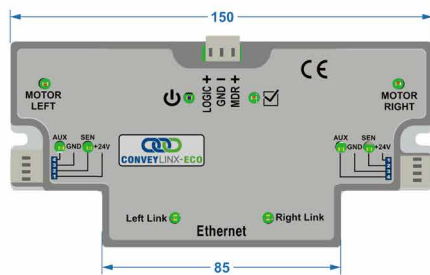 150
LOGIC +
GND −
MDR +
CE
MOTOR
LEFT
MOTOR
RIGHT
AUX GND SEN +24V
CONVEYLINX-ECO
AUX GND SEN +24V
Left Link
Right Link
Ethernet
85